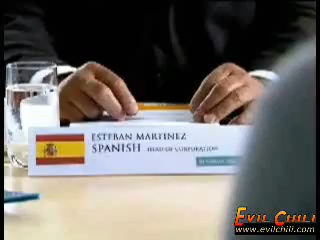 ESTEBAN MARTINEZ
SPANISH HEAD OF CORPORATION
EVIL CHILI
www.evilchili.com